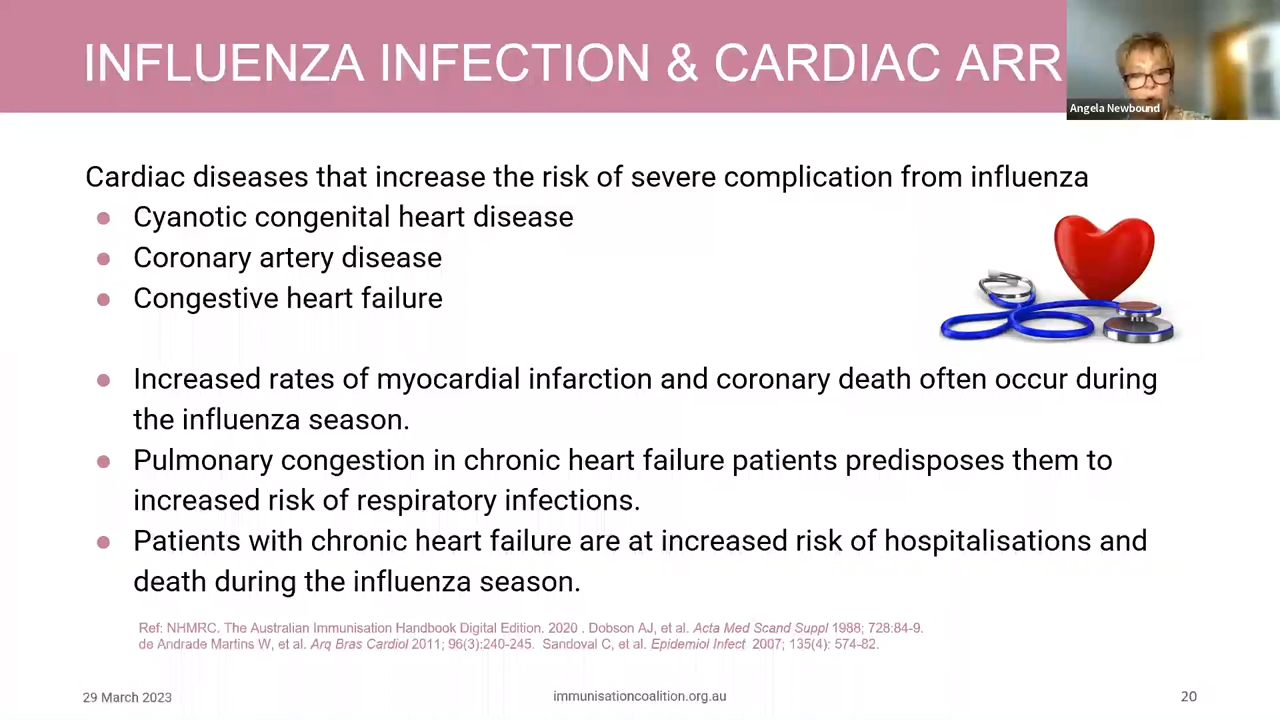 INFLUENZA INFECTION & CARDIAC ARR
Angela Newbound
Cardiac diseases that increase the risk of severe complication from influenza
● Cyanotic congenital heart disease
● Coronary artery disease
● Congestive heart failure
● Increased rates of myocardial infarction and coronary death often occur during
the influenza season.
● Pulmonary congestion in chronic heart failure patients predisposes them to
increased risk of respiratory infections.
● Patients with chronic heart failure are at increased risk of hospitalisations and
death during the influenza season.
Ref: NHMRC. The Australian Immunisation Handbook Digital Edition. 2020 . Dobson AJ, et al. Acta Med Scand Suppl 1988; 728:84-9.
de Andrade Martins W, et al. Arq Bras Cardiol 2011; 96(3):240-245. Sandoval C, et al. Epidemiol Infect 2007; 135(4): 574-82.
29 March 2023
immunisationcoalition.org.au
20